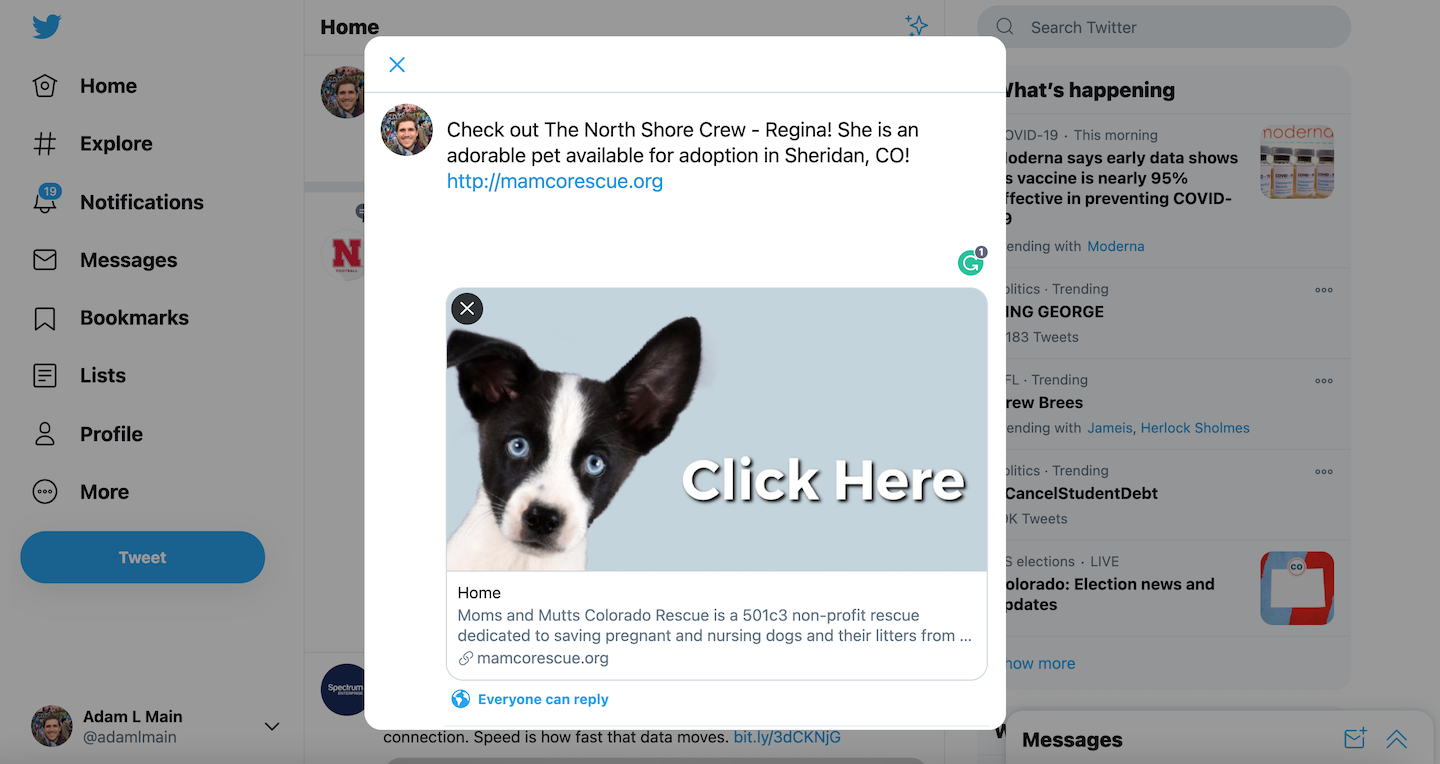 Home
Explore
19
Notifications
Messages
Bookmarks
Lists
Profile
More
Tweet
Adam L Main
@adamlmain
Home
Check out The North Shore Crew - Regina! She is an
adorable pet available for adoption in Sheridan, CO!
http://mamcorescue.org
1
Click Here
Home
Moms and Mutts Colorado Rescue is a 501c3 non-profit rescue
dedicated to saving pregnant and nursing dogs and their litters from ...
mamcorescue.org
Everyone can reply
N
FOOTBALL
Spectrum
ENTERPRISE
connection. Speed is how fast that data moves. bit.ly/3dCKNjG
Search Twitter
hat's happening
OVID-19 · This morning
oderna says early data shows
s vaccine is nearly 95%
ffective in preventing COVID-
9
ending with Moderna
moderna
olitics · Trending
ING GEORGE
183 Tweets
FL · Trending
rew Brees
ending with Jameis, Herlock Sholmes
olitics · Trending
CancelStudentDebt
K Tweets
S elections · LIVE
olorado: Election news and
pdates
CO
how more
Messages